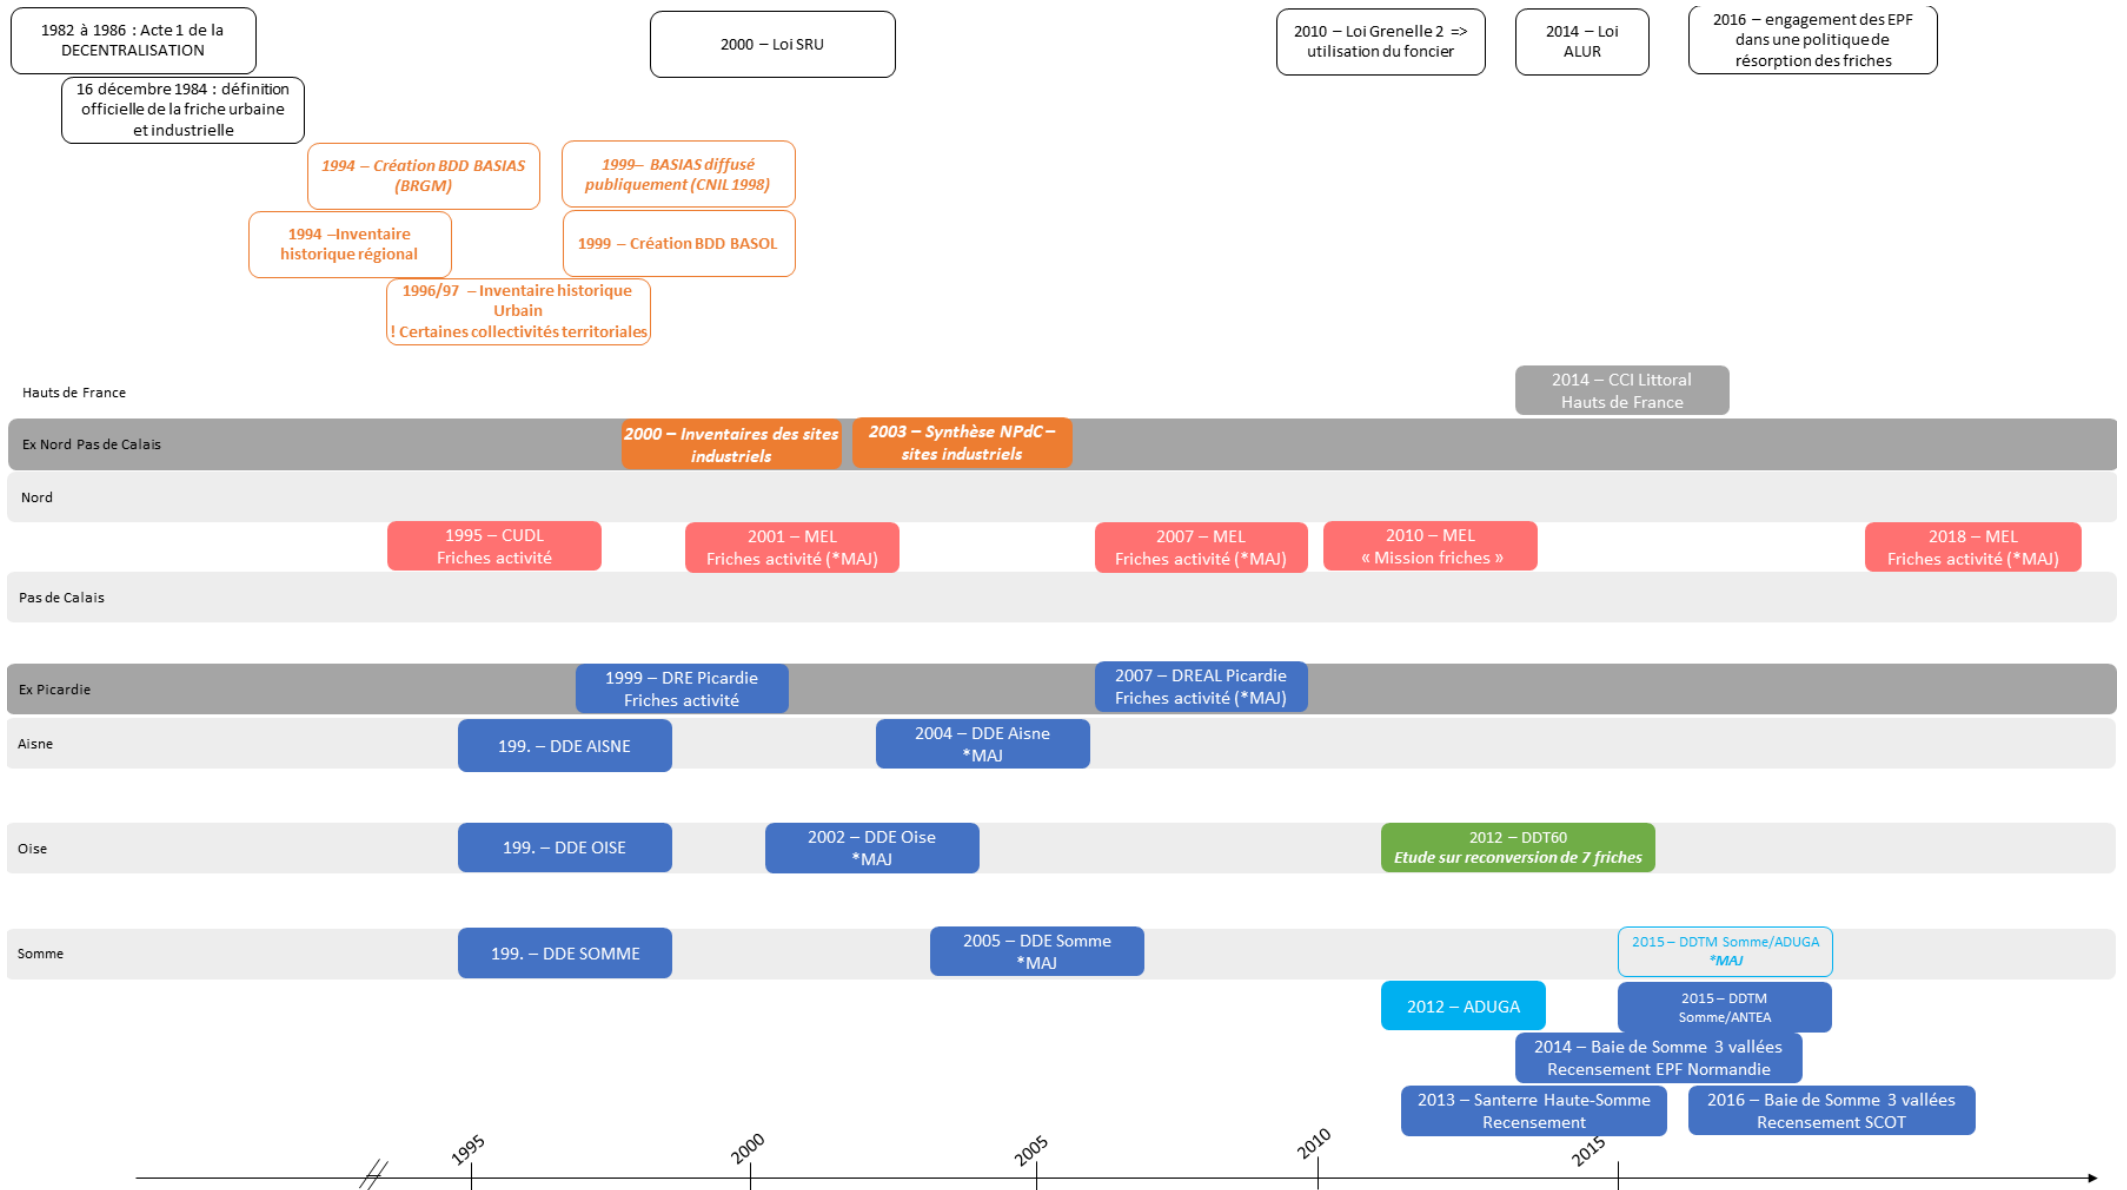 1982 à 1986 : Acte 1 de la
DECENTRALISATION
2000 – Loi SRU
2010 – Loi Grenelle 2 =>
utilisation du foncier
2014 – Loi
ALUR
2016 – engagement des EPF
dans une politique de
résorption des friches
16 décembre 1984 : définition
officielle de la friche urbaine
et industrielle
1994 – Création BDD BASIAS
(BRGM)
1999– BASIAS diffusé
publiquement (CNIL 1998)
1994 –Inventaire
historique régional
1999 – Création BDD BASOL
1996/97 – Inventaire historique
Urbain
! Certaines collectivités territoriales
Hauts de France
2014 – CCI Littoral
Hauts de France
Ex Nord Pas de Calais
2000 – Inventaires des sites
industriels
2003 – Synthèse NPdC –
sites industriels
Nord
1995 – CUDL
Friches activité
2001 – MEL
Friches activité (*MAJ)
2007 – MEL
Friches activité (*MAJ)
2010 – MEL
« Mission friches »
2018 – MEL
Friches activité (*MAJ)
Pas de Calais
Ex Picardie
1999 – DRE Picardie
Friches activité
2007 – DREAL Picardie
Friches activité (*MAJ)
Aisne
199. – DDE AISNE
2004 – DDE Aisne
*MAJ
Oise
199. – DDE OISE
2002 – DDE Oise
*MAJ
2012 – DDT60
Etude sur reconversion de 7 friches
Somme
199. – DDE SOMME
2005 – DDE Somme
*MAJ
2015 – DDTM Somme/ADUGA
*MAJ
2012 – ADUGA
2015 – DDTM
Somme/ANTEA
2014 – Baie de Somme 3 vallées
Recensement EPF Normandie
2013 – Santerre Haute-Somme
Recensement
2016 – Baie de Somme 3 vallées
Recensement SCOT
1995
2000
2005
2010
2015